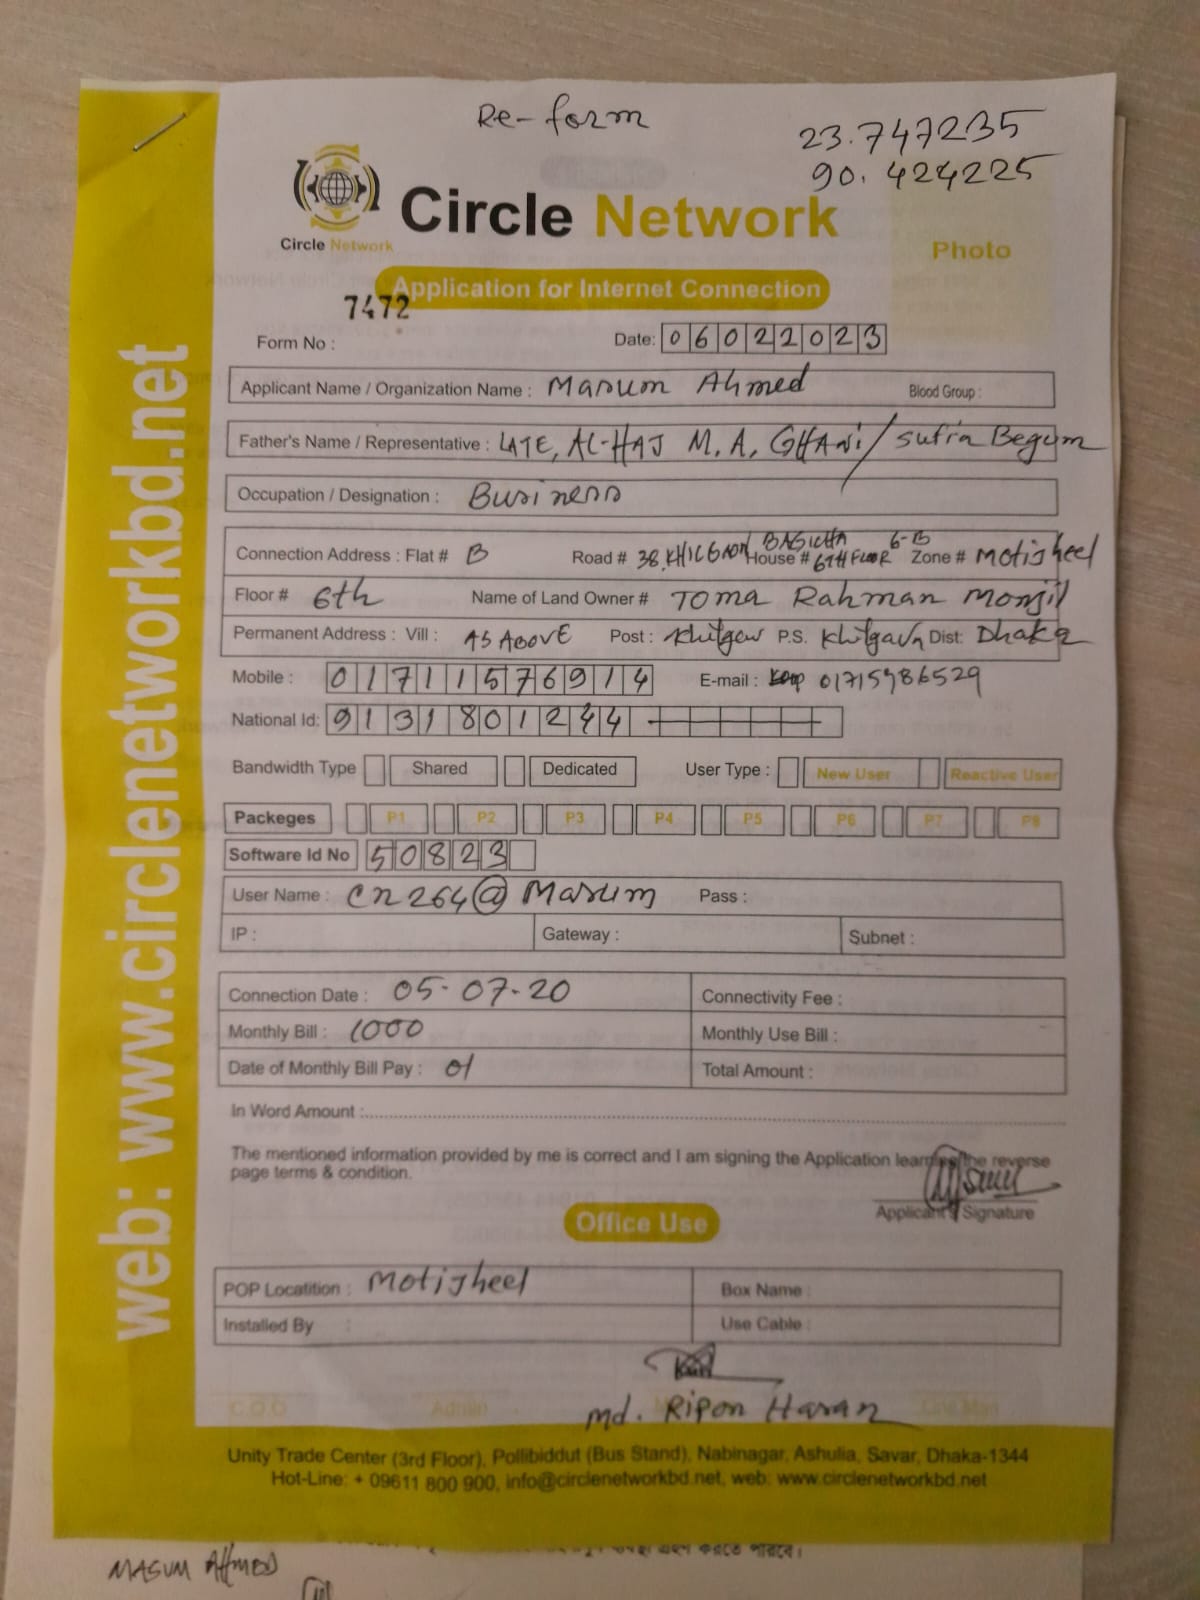 Re-form
23.747235
90.424225
Circle Network
Circle Network
Photo
Application for Internet Connection
7472
Form No :
Date: 06022023
Applicant Name / Organization Name : Masum Ahmed Blood Group :
Father's Name / Representative : LATE, AL-HAJ M. A. GHANi / Sufia Begum
Occupation / Designation : Business
Connection Address : Flat # B Road # 38, KHILGAON BAGICHA House # 6TH FLOOR 6-B Zone # Motijheel
Floor # 6th Name of Land Owner # TOMA Rahman Monjil
Permanent Address : Vill : AS ABOVE Post : Khilgaw P.S. Khilgaon Dist: Dhaka
Mobile : 01711576914 E-mail : 01715986529
National Id: 9131801244
Bandwidth Type Shared Dedicated User Type : New User Reactive User
Packeges P1 P2 P3 P4 P5 P6 P7 P8
Software Id No 50823
User Name : cn264@Masum Pass :
IP : Gateway : Subnet :
Connection Date : 05-07-20 Connectivity Fee :
Monthly Bill : 1000 Monthly Use Bill :
Date of Monthly Bill Pay : 01 Total Amount :
In Word Amount :
The mentioned information provided by me is correct and I am signing the Application learning the reverse
page terms & condition.
Applicant's Signature
Office Use
POP Locatition : Motijheel Box Name :
Installed By : Use Cable :
Md. Ripon Hasan
C.O.O Admin Line Man
Unity Trade Center (3rd Floor), Pollibiddut (Bus Stand), Nabinagar, Ashulia, Savar, Dhaka-1344
Hot-Line: + 09611 800 900, info@circlenetworkbd.net, web: www.circlenetworkbd.net
web: www.circlenetworkbd.net
করতে পারবে।
MASUM AHMED